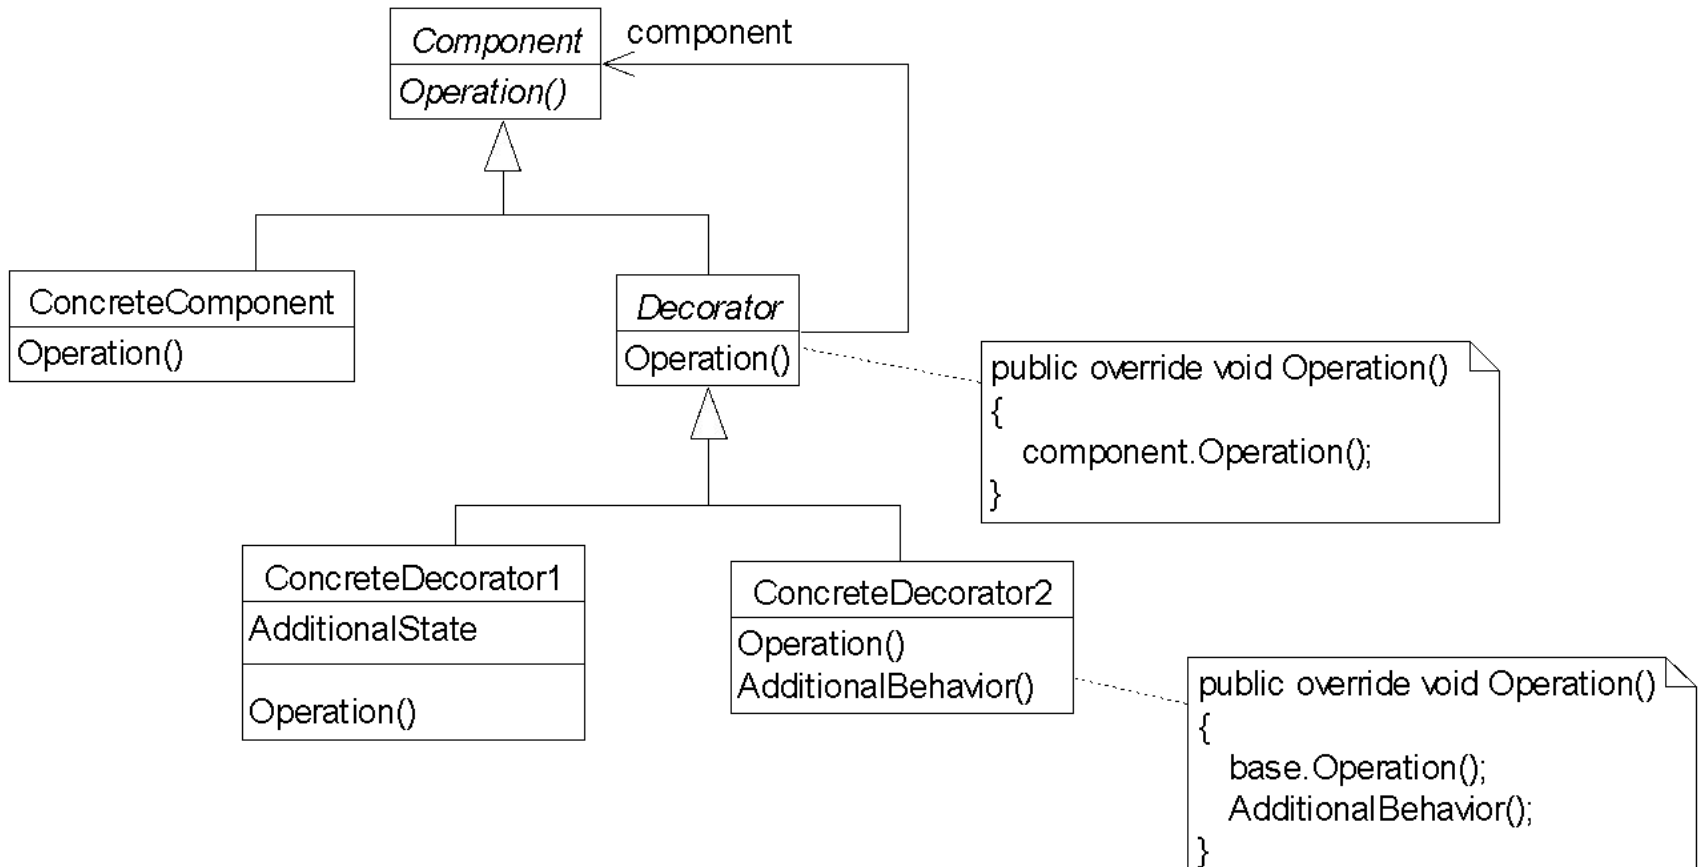 Component
component
Operation()
ConcreteComponent
Operation()
Decorator
Operation()
public override void Operation()
{
component.Operation();
}
ConcreteDecorator1
AdditionalState
Operation()
ConcreteDecorator2
Operation()
AdditionalBehavior()
public override void Operation()
{
base.Operation();
AdditionalBehavior();
}